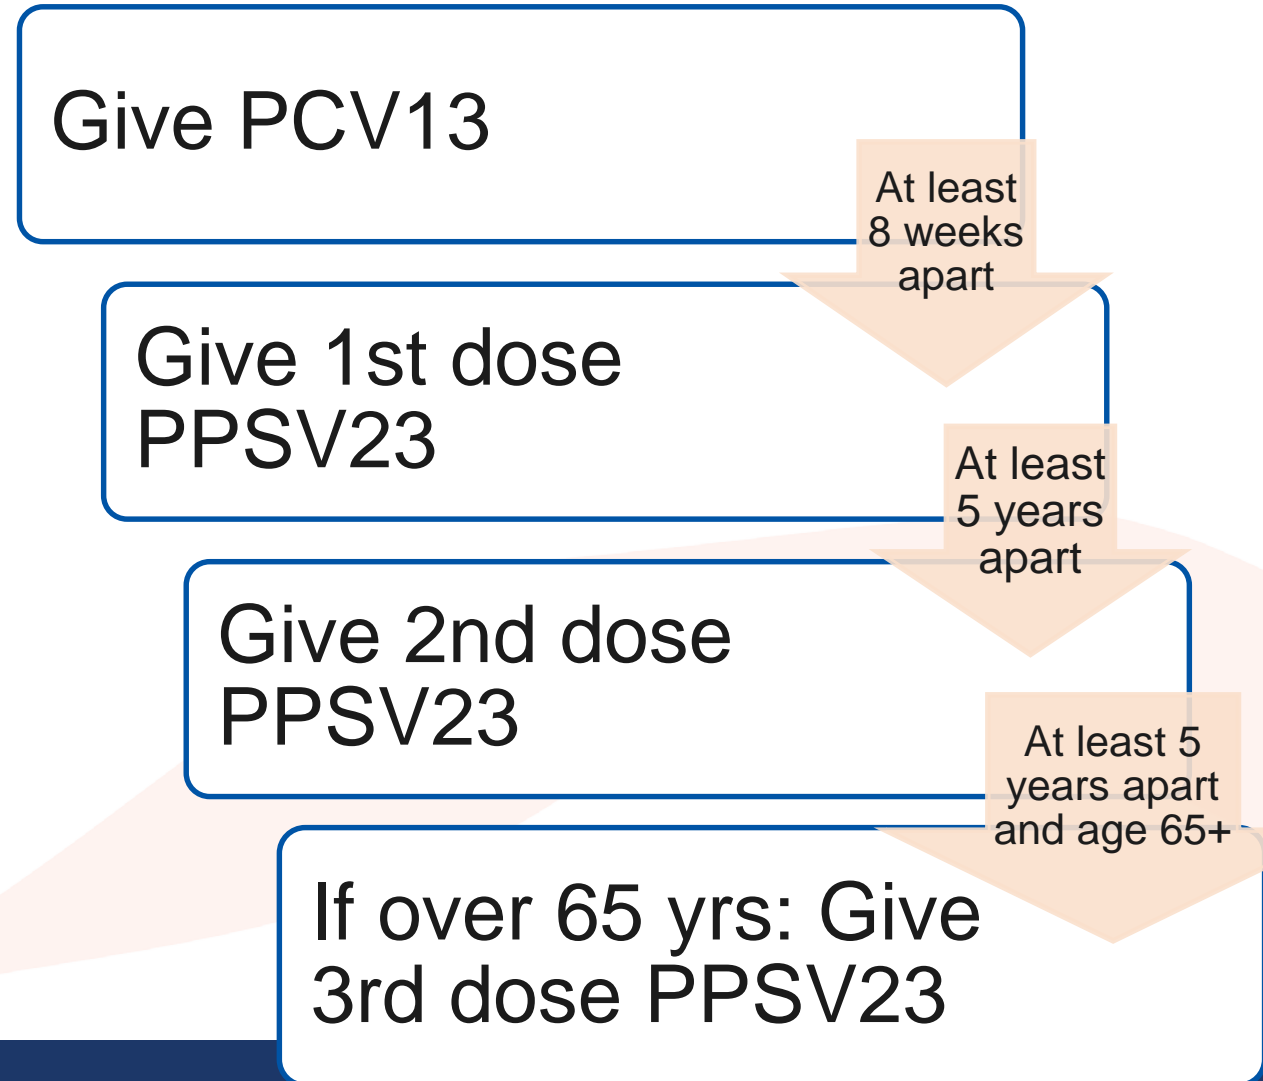 Give PCV13
At least
8 weeks
apart
Give 1st dose
PPSV23
At least
5 years
apart
Give 2nd dose
PPSV23
At least 5
years apart
and age 65+
If over 65 yrs: Give
3rd dose PPSV23